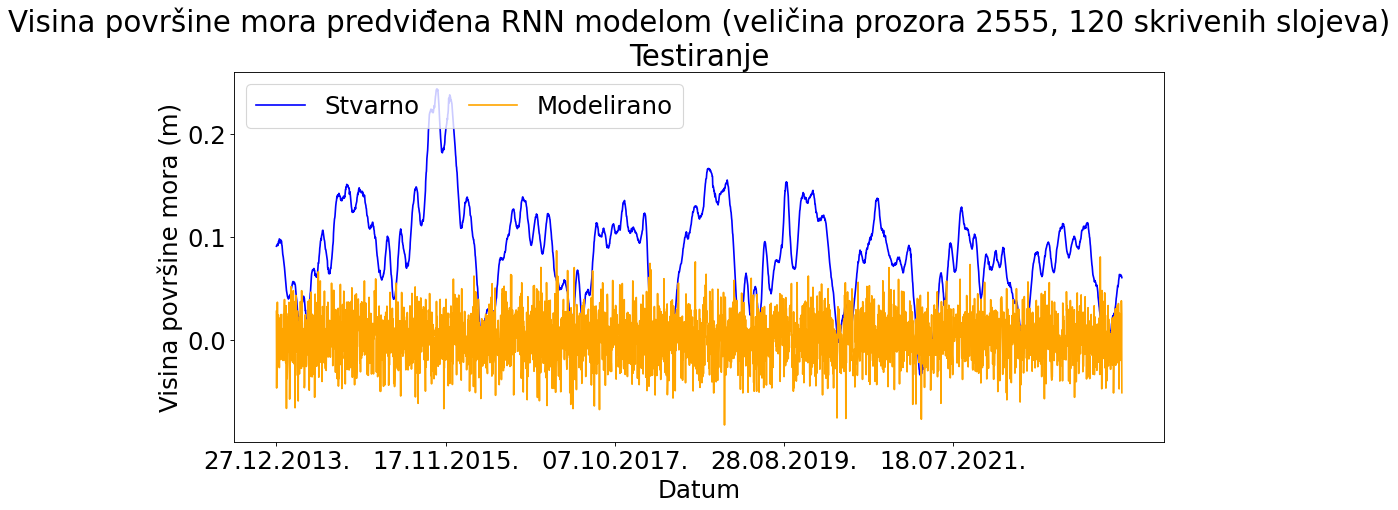 Visina površine mora predviđena RNN modelom (veličina prozora 2555, 120 skrivenih slojeva)
Testiranje
Stvarno Modelirano
Visina površine mora (m)
0.2
0.1
0.0
27.12.2013. 17.11.2015. 07.10.2017. 28.08.2019. 18.07.2021.
Datum